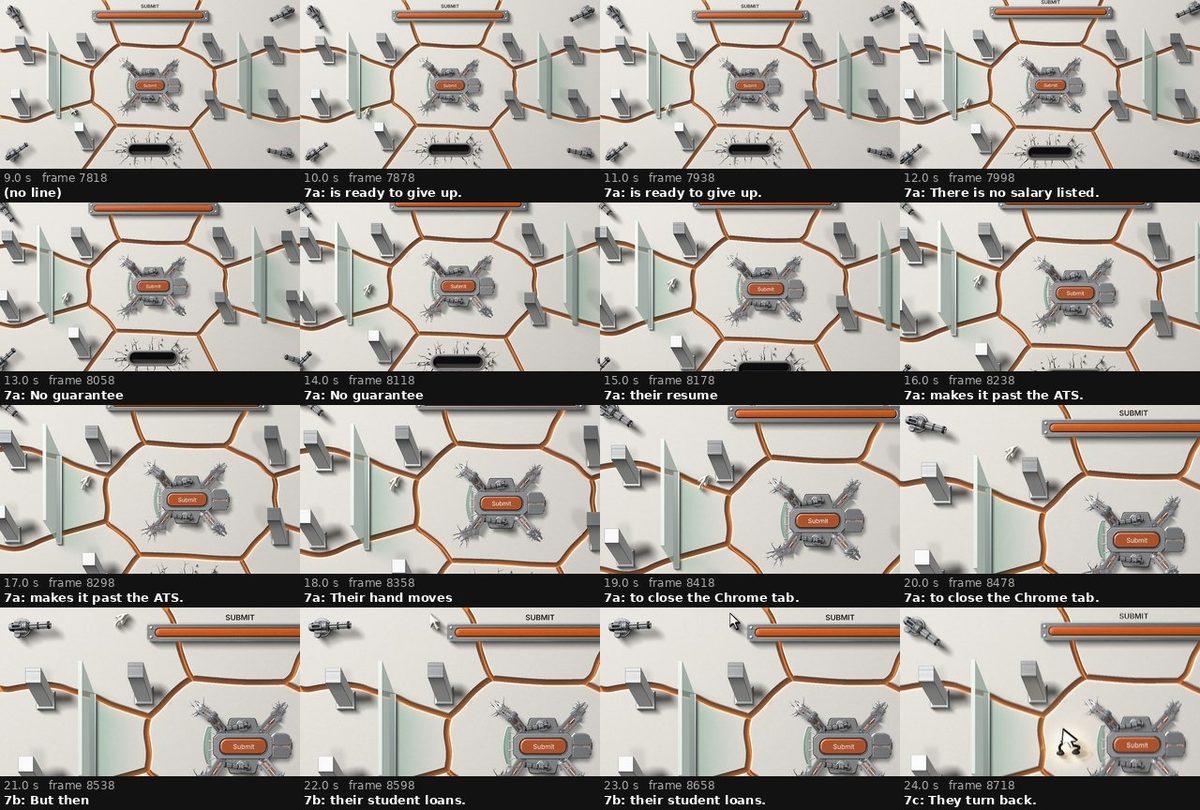 SUBMIT
Submit
9.0 s frame 7818
(no line)
SUBMIT
Submit
10.0 s frame 7878
7a: is ready to give up.
SUBMIT
Submit
11.0 s frame 7938
7a: is ready to give up.
SUBMIT
Submit
12.0 s frame 7998
7a: There is no salary listed.
Submit
13.0 s frame 8058
7a: No guarantee
Submit
14.0 s frame 8118
7a: No guarantee
Submit
15.0 s frame 8178
7a: their resume
Submit
16.0 s frame 8238
7a: makes it past the ATS.
Submit
17.0 s frame 8298
7a: makes it past the ATS.
Submit
18.0 s frame 8358
7a: Their hand moves
Submit
19.0 s frame 8418
7a: to close the Chrome tab.
SUBMIT
Submit
20.0 s frame 8478
7a: to close the Chrome tab.
SUBMIT
Submit
21.0 s frame 8538
7b: But then
SUBMIT
Submit
22.0 s frame 8598
7b: their student loans.
SUBMIT
Submit
23.0 s frame 8658
7b: their student loans.
SUBMIT
Submit
24.0 s frame 8718
7c: They turn back.